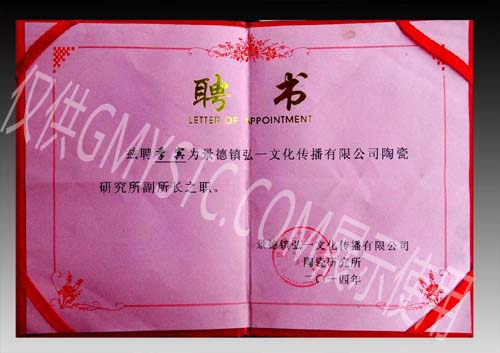 聘 书
LETTER OF APPOINTMENT
兹聘李寞为景德镇弘一文化传播有限公司陶瓷
研究所副所长之职。
景德镇弘一文化传播有限公司
陶瓷研究所
二〇一四年
仅供GMYSTC.COM展示使用